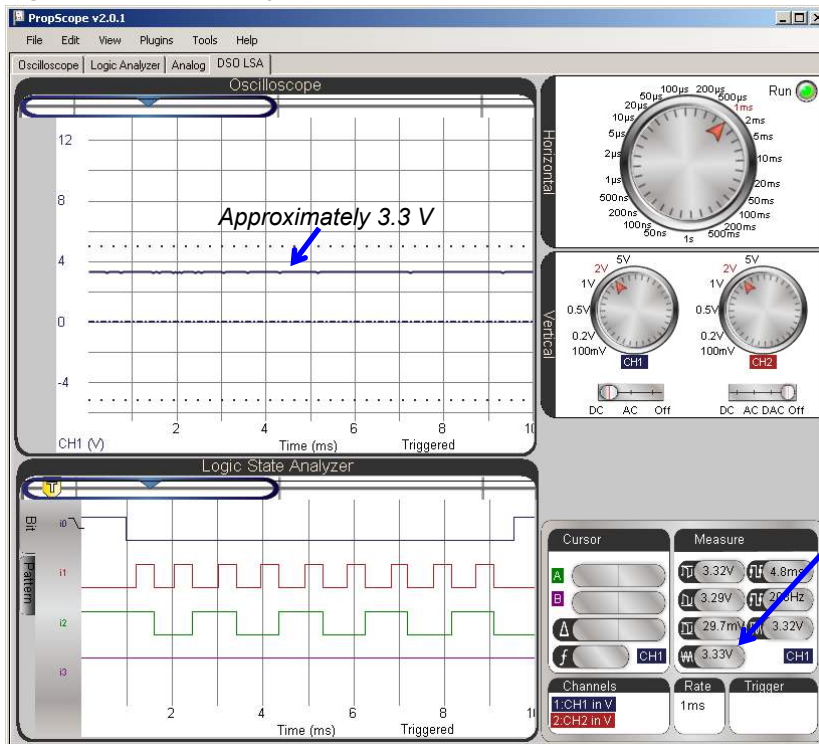 PropScope v2.0.1
File Edit View Plugins Tools Help
Oscilloscope Logic Analyzer Analog DSO LSA
Oscilloscope
12
8
4
0
-4
Approximately 3.3 V
2 4 6 8 10
CH1 (V) Time (ms) Triggered
Horizontal
Run
50ns 100ns 200ns 500ns 1µs 2µs 5µs 10µs 20µs 50µs 100µs 200µs 500µs 1ms 2ms 5ms 10ms 20ms 50ms 100ms 200ms 500ms 1s
Vertical
5V 2V 1V 0.5V 0.2V 100mV
CH1
DC AC Off
5V 2V 1V 0.5V 0.2V 100mV
CH2
DC AC DAC Off
Logic State Analyzer
T
Bit
Pattern
i0
i1
i2
i3
2 4 6 8 1
Time (ms) Triggered
Cursor
A
B
Δ
f CH1
Measure
3.32V 4.8ms
3.29V
29.7mV 3.32V
3.33V CH1
Channels
1:CH1 in V
2:CH2 in V
Rate
1ms
Trigger